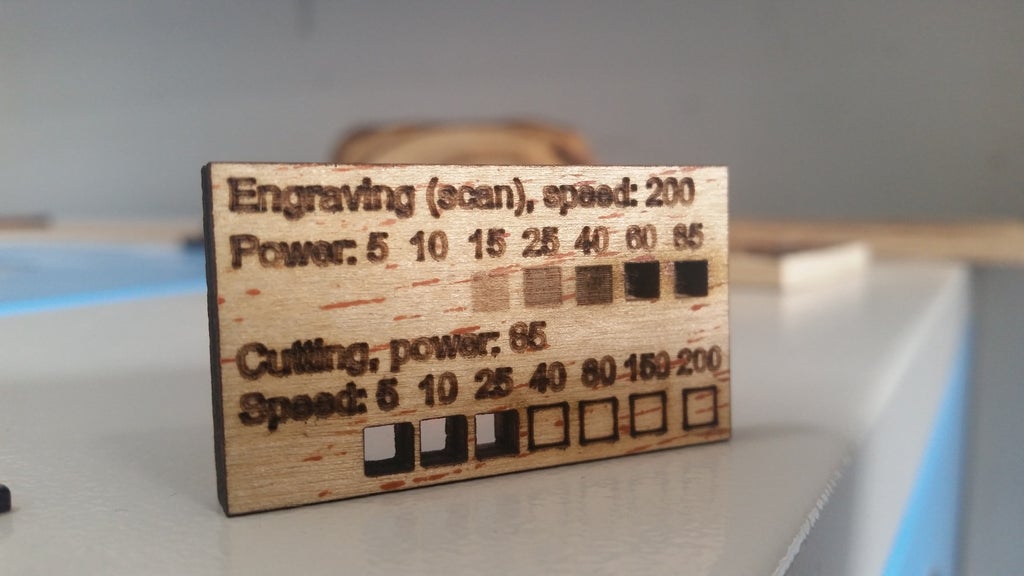 Engraving (scan), speed: 200
Power: 5 10 15 25 40 60 85
Cutting, power: 65
Speed: 5 10 25 40 80 150 200